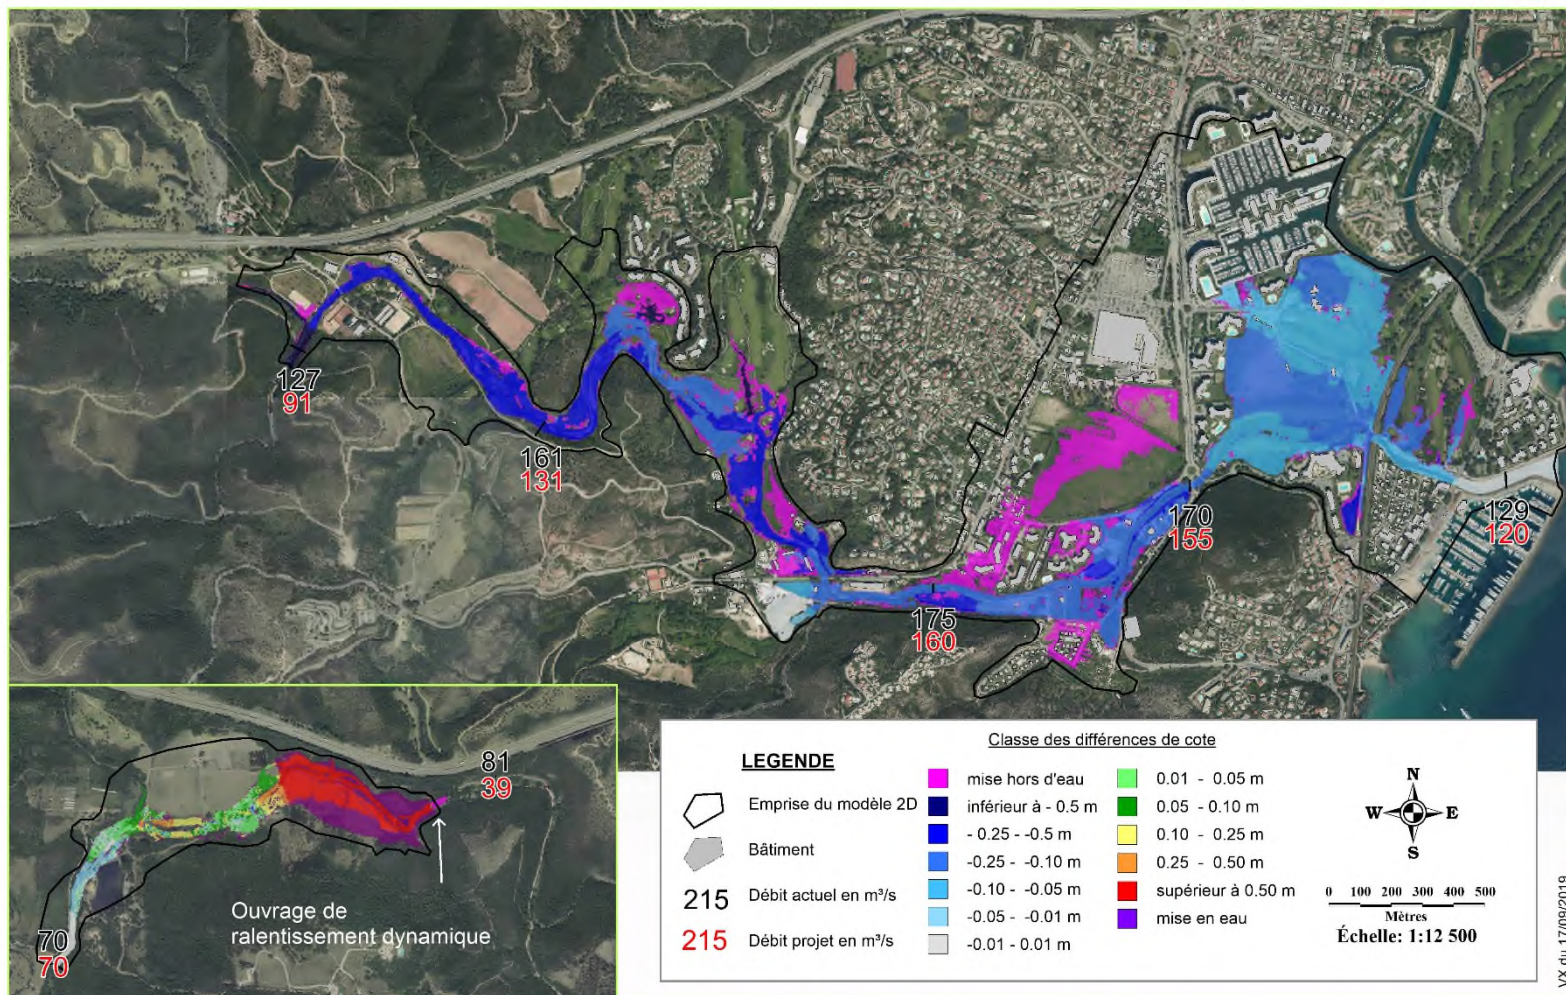 127
91
161
131
175
160
170
155
129
120
81
39
70
70
Ouvrage de
ralentissement dynamique
LEGENDE
Emprise du modèle 2D
Bâtiment
215 Débit actuel en m³/s
215 Débit projet en m³/s
Classe des différences de cote
mise hors d'eau
inférieur à - 0.5 m
- 0.25 - -0.5 m
-0.25 - -0.10 m
-0.10 - -0.05 m
-0.05 - -0.01 m
-0.01 - 0.01 m
0.01 - 0.05 m
0.05 - 0.10 m
0.10 - 0.25 m
0.25 - 0.50 m
supérieur à 0.50 m
mise en eau
N
W E
S
0 100 200 300 400 500
Mètres
Échelle: 1:12 500
VX du 17/09/2019